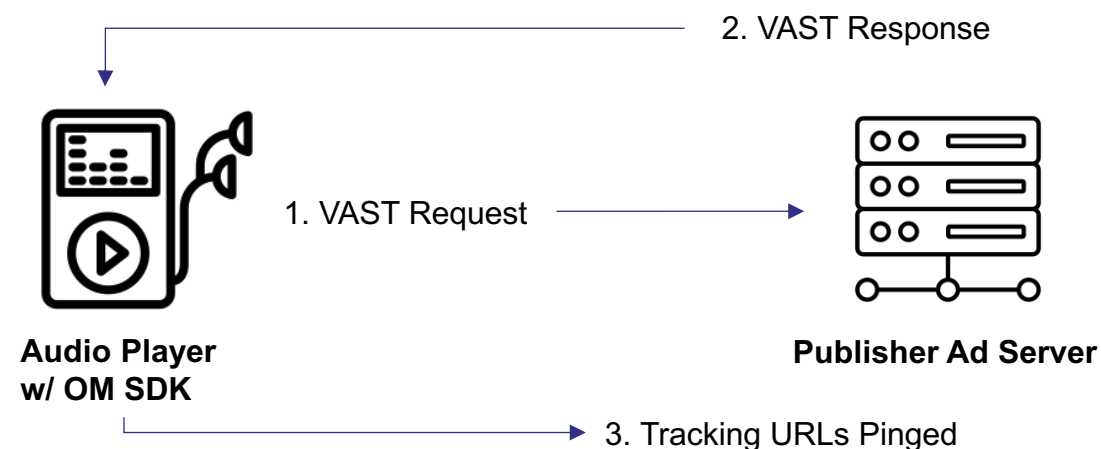 2. VAST Response
1. VAST Request
Audio Player
w/ OM SDK
Publisher Ad Server
3. Tracking URLs Pinged